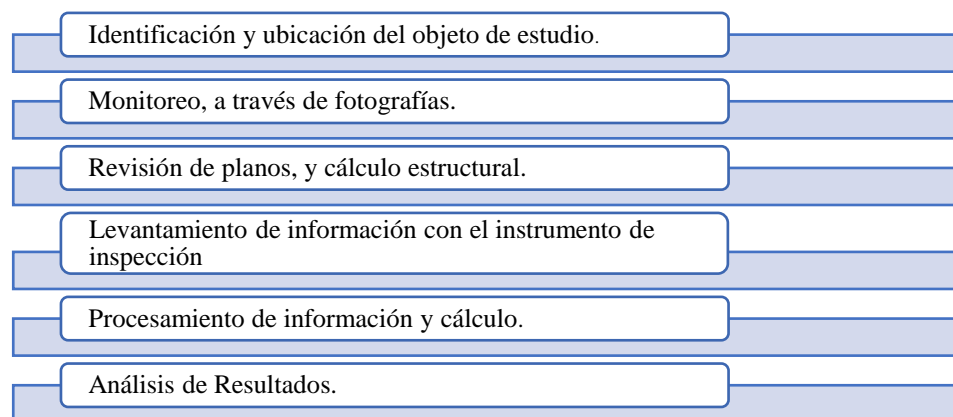 Identificación y ubicación del objeto de estudio.
Monitoreo, a través de fotografías.
Revisión de planos, y cálculo estructural.
Levantamiento de información con el instrumento de
inspección
Procesamiento de información y cálculo.
Análisis de Resultados.